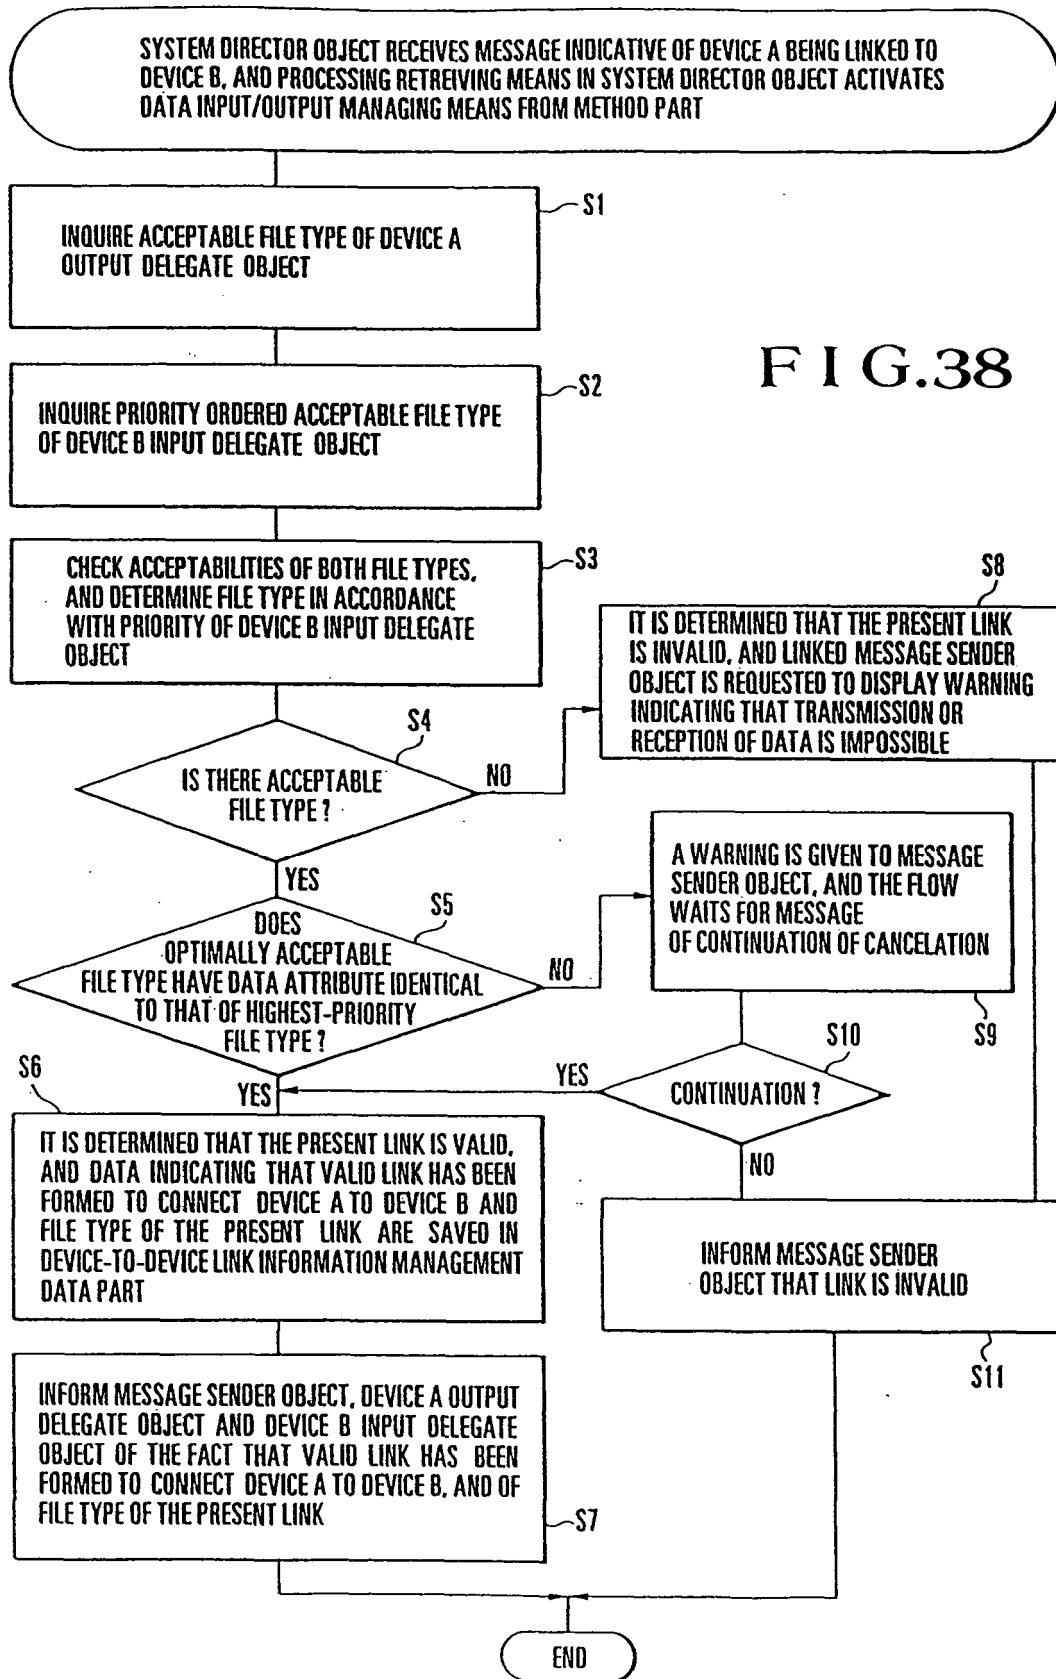 SYSTEM DIRECTOR OBJECT RECEIVES MESSAGE INDICATIVE OF DEVICE A BEING LINKED TO
DEVICE B, AND PROCESSING RETREIVING MEANS IN SYSTEM DIRECTOR OBJECT ACTIVATES
DATA INPUT/OUTPUT MANAGING MEANS FROM METHOD PART
S1
INQUIRE ACCEPTABLE FILE TYPE OF DEVICE A
OUTPUT DELEGATE OBJECT
FIG.38
S2
INQUIRE PRIORITY ORDERED ACCEPTABLE FILE TYPE
OF DEVICE B INPUT DELEGATE OBJECT
S3
CHECK ACCEPTABILITIES OF BOTH FILE TYPES,
AND DETERMINE FILE TYPE IN ACCORDANCE
WITH PRIORITY OF DEVICE B INPUT DELEGATE
OBJECT
S8
IT IS DETERMINED THAT THE PRESENT LINK
IS INVALID, AND LINKED MESSAGE SENDER
OBJECT IS REQUESTED TO DISPLAY WARNING
INDICATING THAT TRANSMISSION OR
RECEPTION OF DATA IS IMPOSSIBLE
S4
IS THERE ACCEPTABLE
FILE TYPE ?
NO
YES
A WARNING IS GIVEN TO MESSAGE
SENDER OBJECT, AND THE FLOW
WAITS FOR MESSAGE
OF CONTINUATION OF CANCELATION
S9
S5
DOES
OPTIMALLY ACCEPTABLE
FILE TYPE HAVE DATA ATTRIBUTE IDENTICAL
TO THAT OF HIGHEST-PRIORITY
FILE TYPE ?
NO
YES
S10
CONTINUATION ?
YES
NO
S6
IT IS DETERMINED THAT THE PRESENT LINK IS VALID,
AND DATA INDICATING THAT VALID LINK HAS BEEN
FORMED TO CONNECT DEVICE A TO DEVICE B AND
FILE TYPE OF THE PRESENT LINK ARE SAVED IN
DEVICE-TO-DEVICE LINK INFORMATION MANAGEMENT
DATA PART
INFORM MESSAGE SENDER
OBJECT THAT LINK IS INVALID
S11
INFORM MESSAGE SENDER OBJECT, DEVICE A OUTPUT
DELEGATE OBJECT AND DEVICE B INPUT DELEGATE
OBJECT OF THE FACT THAT VALID LINK HAS BEEN
FORMED TO CONNECT DEVICE A TO DEVICE B, AND OF
FILE TYPE OF THE PRESENT LINK
S7
END